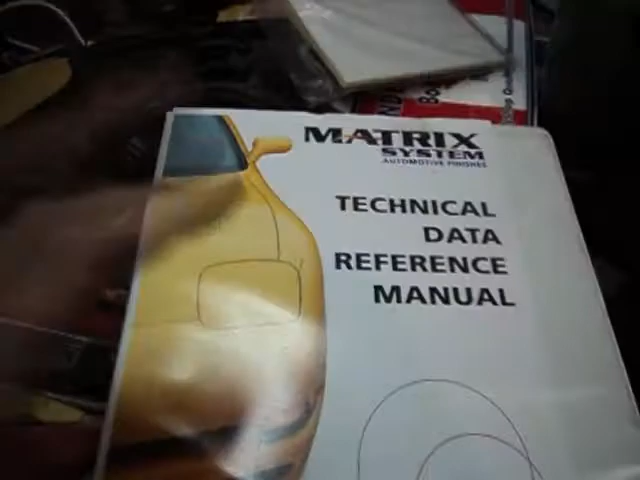 MATRIX
SYSTEM
AUTOMOTIVE FINISHES
TECHNICAL
DATA
REFERENCE
MANUAL